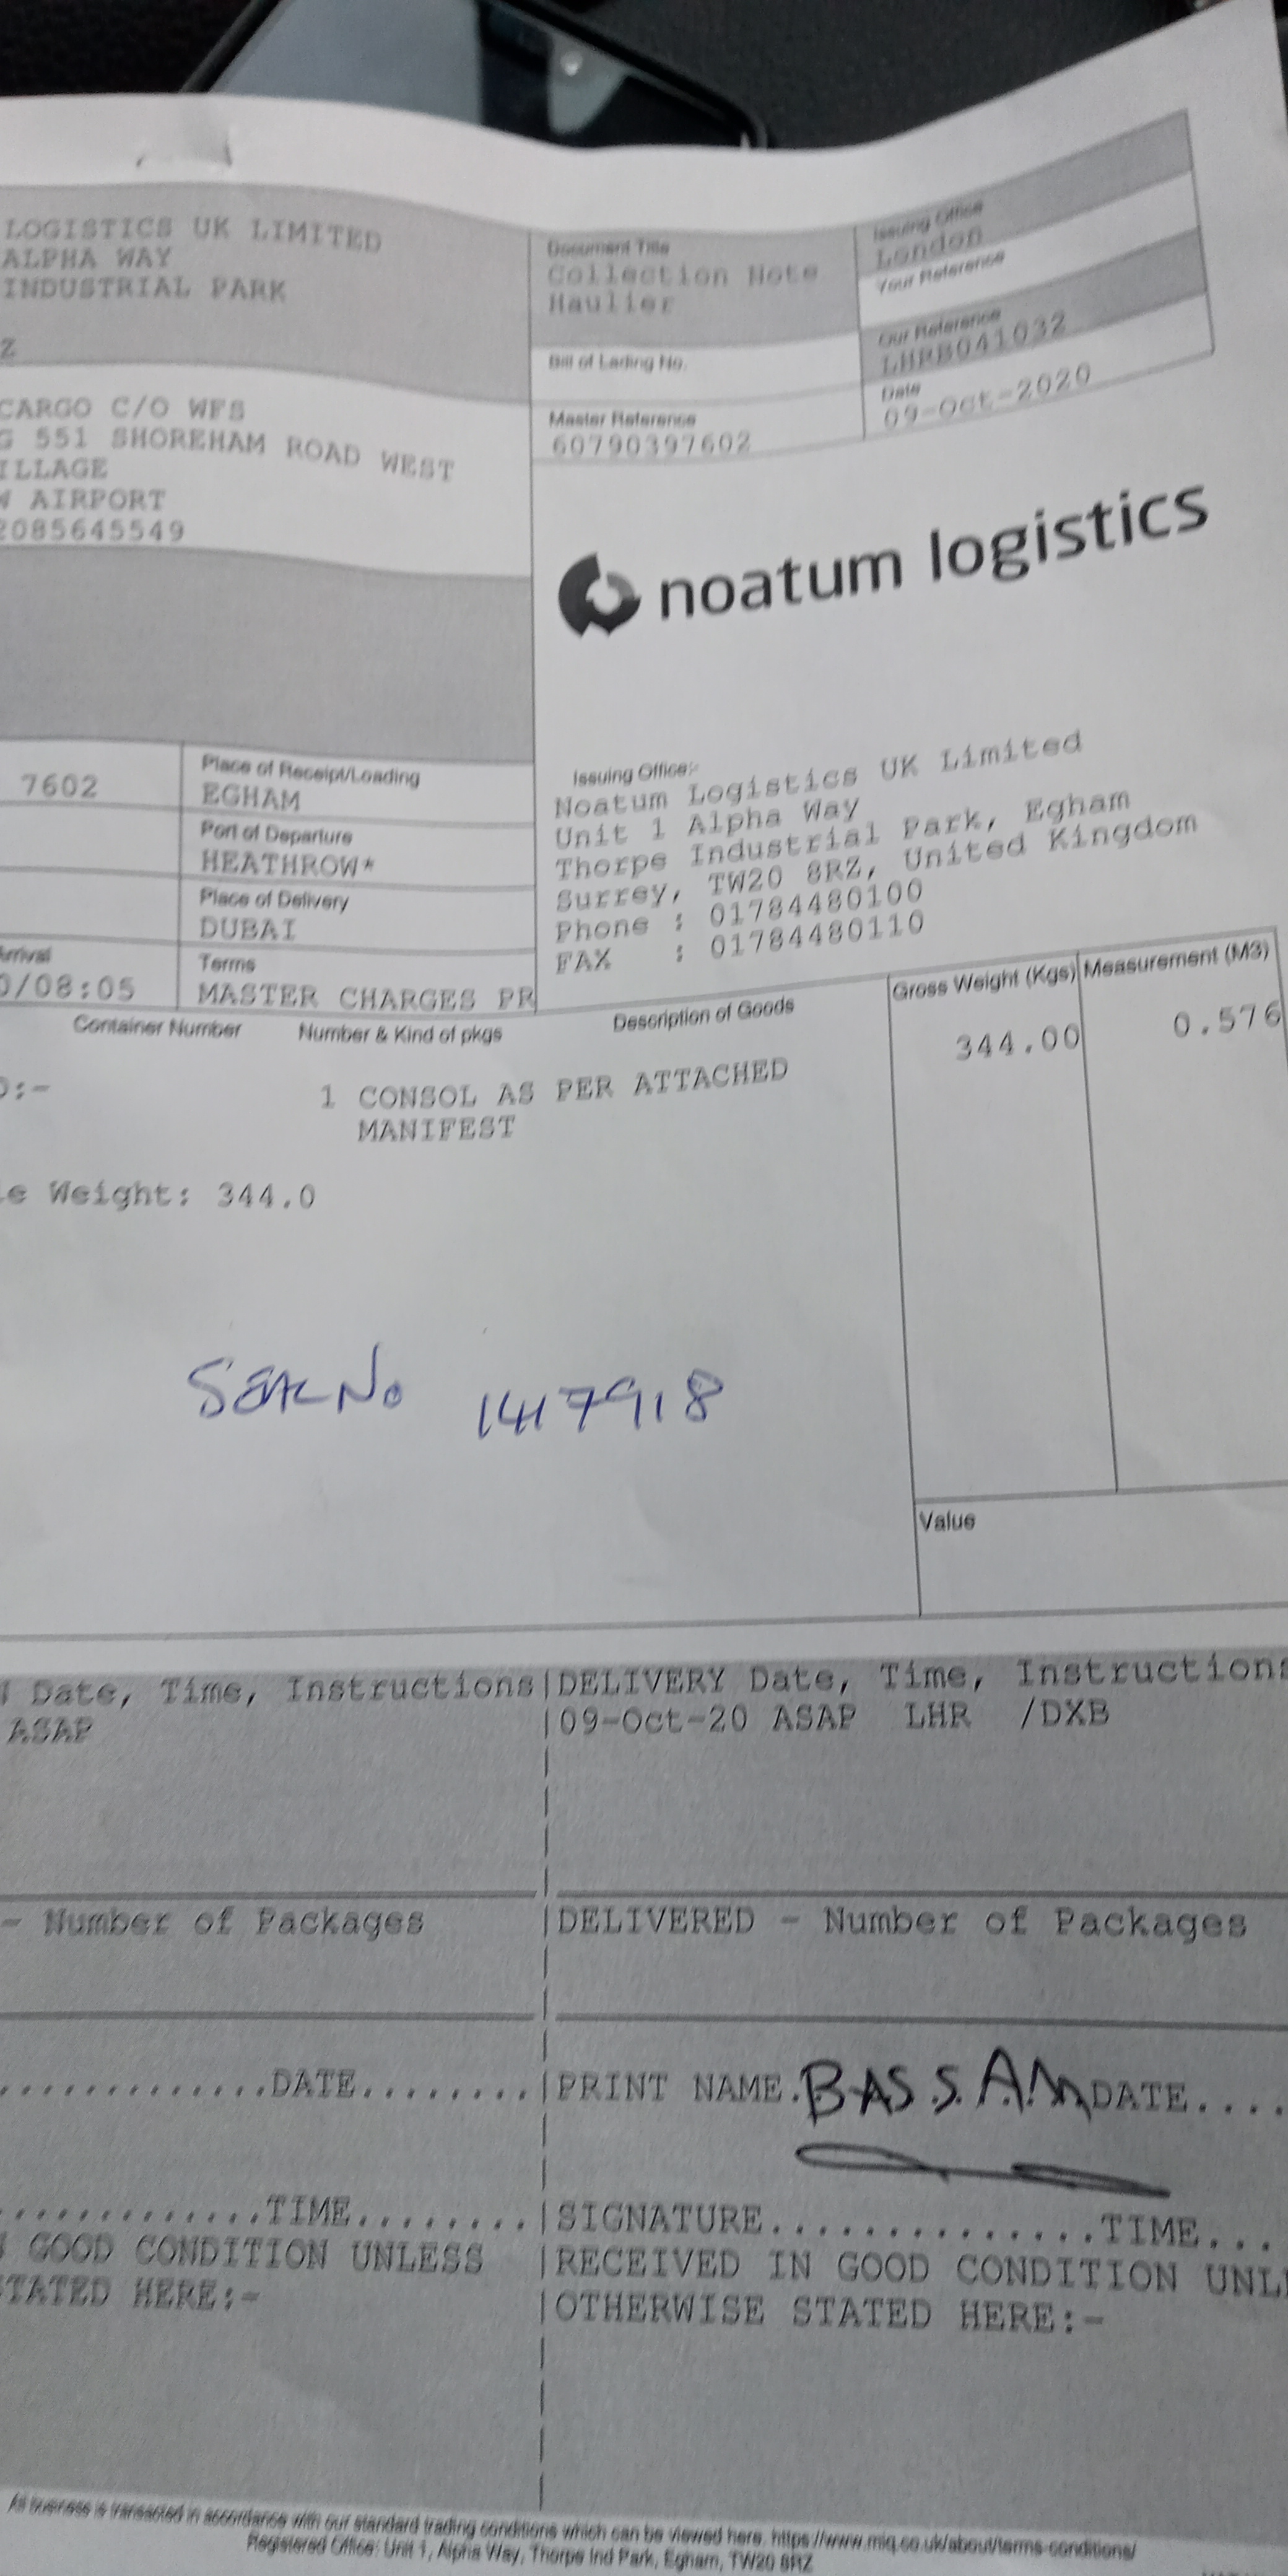 LOGISTICS UK LIMITED
ALPHA WAY
INDUSTRIAL PARK
Z
Document Title
Collection Note
Haulier
Issuing Office
London
Your Reference
Bill of Lading No.
Our Reference
LHRB041032
Master Reference
60790397602
Date
09-Oct-2020
CARGO C/O WFS
G 551 SHOREHAM ROAD WEST
ILLAGE
W AIRPORT
2085645549
noatum logistics
7602
Place of Receipt/Loading
EGHAM
Port of Departure
HEATHROW*
Place of Delivery
DUBAI
Arrival
0/08:05
Terms
MASTER CHARGES PR
Issuing Office:-
Noatum Logistics UK Limited
Unit 1 Alpha Way
Thorpe Industrial Park, Egham
Surrey, TW20 8RZ, United Kingdom
Phone : 01784480100
FAX : 01784480110
Container Number Number & Kind of pkgs Description of Goods Gross Weight (Kgs) Measurement (M3)
:- 1 CONSOL AS PER ATTACHED 344.00 0.576
MANIFEST
e Weight: 344.0
SEAL No 1417918
Value
Date, Time, Instructions|DELIVERY Date, Time, Instructions
ASAP |09-Oct-20 ASAP LHR /DXB
- Number of Packages |DELIVERED - Number of Packages
.............DATE........|PRINT NAME.BASSAM DATE....
.............TIME........|SIGNATURE..............TIME...
GOOD CONDITION UNLESS |RECEIVED IN GOOD CONDITION UNL
TATED HERE:- |OTHERWISE STATED HERE:-
All business is transacted in accordance with our standard trading conditions which can be viewed here. https://www.miq.co.uk/about/terms-conditions/
Registered Office: Unit 1, Alpha Way, Thorpe Ind Park, Egham, TW20 8RZ